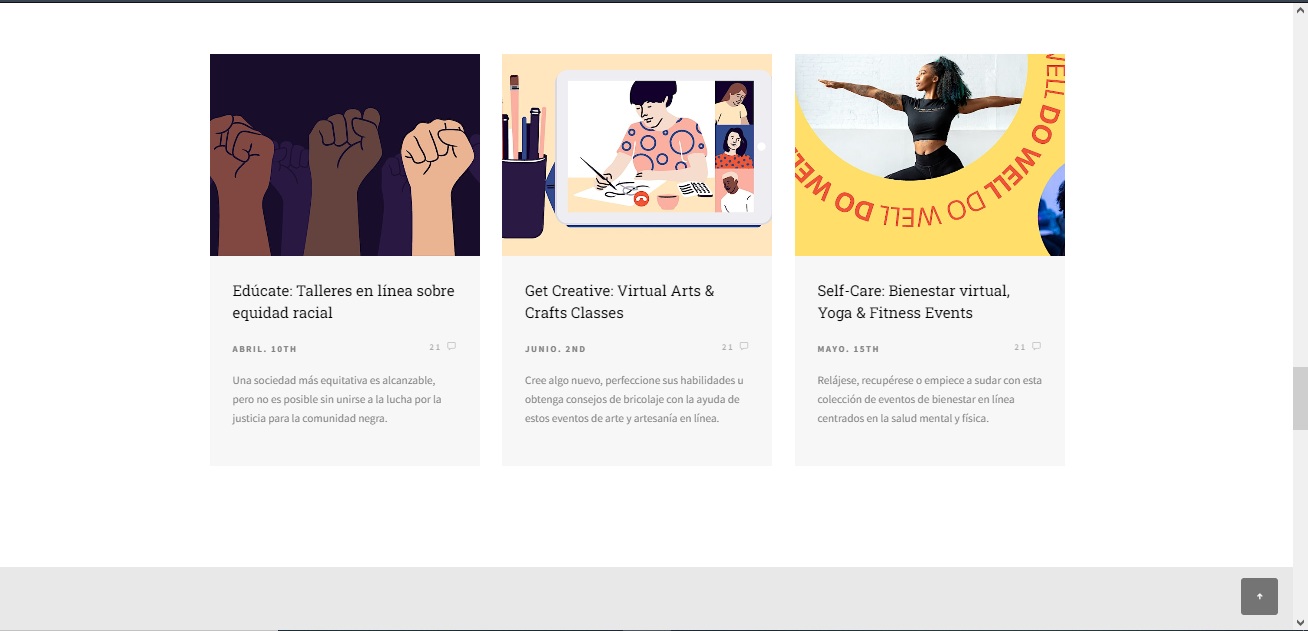 WELL DO WELL DO WELL DO WELL
Edúcate: Talleres en línea sobre
equidad racial
ABRIL. 10TH
21
Una sociedad más equitativa es alcanzable,
pero no es posible sin unirse a la lucha por la
justicia para la comunidad negra.
Get Creative: Virtual Arts &
Crafts Classes
JUNIO. 2ND
21
Cree algo nuevo, perfeccione sus habilidades u
obtenga consejos de bricolaje con la ayuda de
estos eventos de arte y artesanía en línea.
Self-Care: Bienestar virtual,
Yoga & Fitness Events
MAYO. 15TH
21
Relájese, recupérese o empiece a sudar con esta
colección de eventos de bienestar en línea
centrados en la salud mental y física.